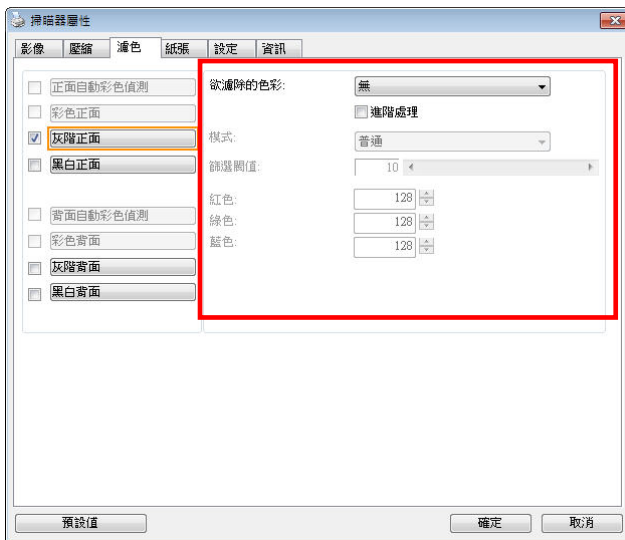 掃瞄器屬性
影像 壓縮 濾色 紙張 設定 資訊
正面自動彩色偵測
彩色正面
灰階正面
黑白正面
背面自動彩色偵測
彩色背面
灰階背面
黑白背面
欲濾除的色彩: 無
進階處理
模式: 普通
篩選閥值: 10
紅色: 128
綠色: 128
藍色: 128
預設值 確定 取消